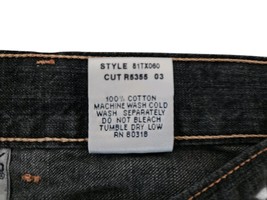 STYLE 81TX060
CUT R5355 03
100% COTTON
MACHINE WASH COLD
WASH SEPARATELY
DO NOT BLEACH
TUMBLE DRY LOW
RN 80318